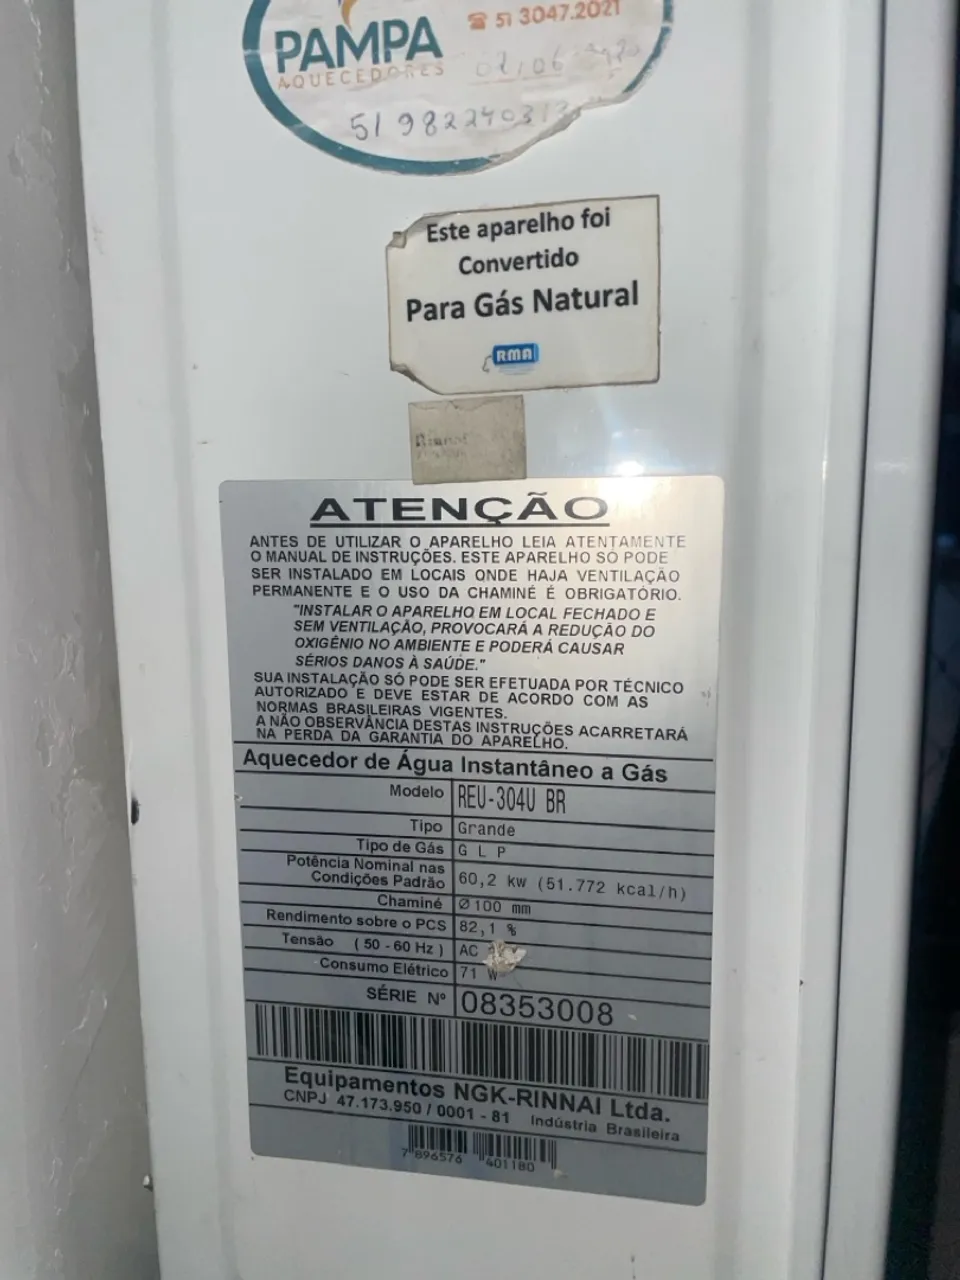 PAMPA
AQUECEDORES
☎ 51 3047.2021
02/06
51 982240313
Este aparelho foi
Convertido
Para Gás Natural
RMA
ATENÇÃO
ANTES DE UTILIZAR O APARELHO LEIA ATENTAMENTE
O MANUAL DE INSTRUÇÕES. ESTE APARELHO SÓ PODE
SER INSTALADO EM LOCAIS ONDE HAJA VENTILAÇÃO
PERMANENTE E O USO DA CHAMINÉ É OBRIGATÓRIO.
"INSTALAR O APARELHO EM LOCAL FECHADO E
SEM VENTILAÇÃO, PROVOCARÁ A REDUÇÃO DO
OXIGÊNIO NO AMBIENTE E PODERÁ CAUSAR
SÉRIOS DANOS À SAÚDE."
SUA INSTALAÇÃO SÓ PODE SER EFETUADA POR TÉCNICO
AUTORIZADO E DEVE ESTAR DE ACORDO COM AS
NORMAS BRASILEIRAS VIGENTES.
A NÃO OBSERVÂNCIA DESTAS INSTRUÇÕES ACARRETARÁ
NA PERDA DA GARANTIA DO APARELHO.
Aquecedor de Água Instantâneo a Gás
Modelo REU-304U BR
Tipo Grande
Tipo de Gás G L P
Potência Nominal nas
Condições Padrão 60,2 kw (51.772 kcal/h)
Chaminé Ø100 mm
Rendimento sobre o PCS 82,1 %
Tensão (50-60 Hz) AC
Consumo Elétrico 71 W
SÉRIE Nº 08353008
Equipamentos NGK-RINNAI Ltda.
CNPJ 47.173.950 / 0001 - 81 Indústria Brasileira
7 896576 401180